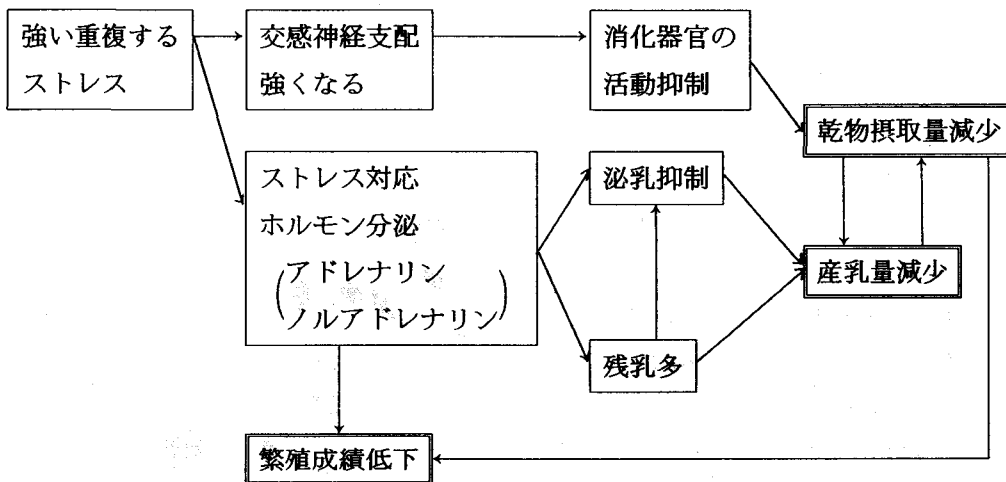 強い重複する
ストレス
交感神経支配
強くなる
消化器官の
活動抑制
乾物摂取量減少
ストレス対応
ホルモン分泌
(アドレナリン
ノルアドレナリン)
泌乳抑制
産乳量減少
残乳多
繁殖成績低下